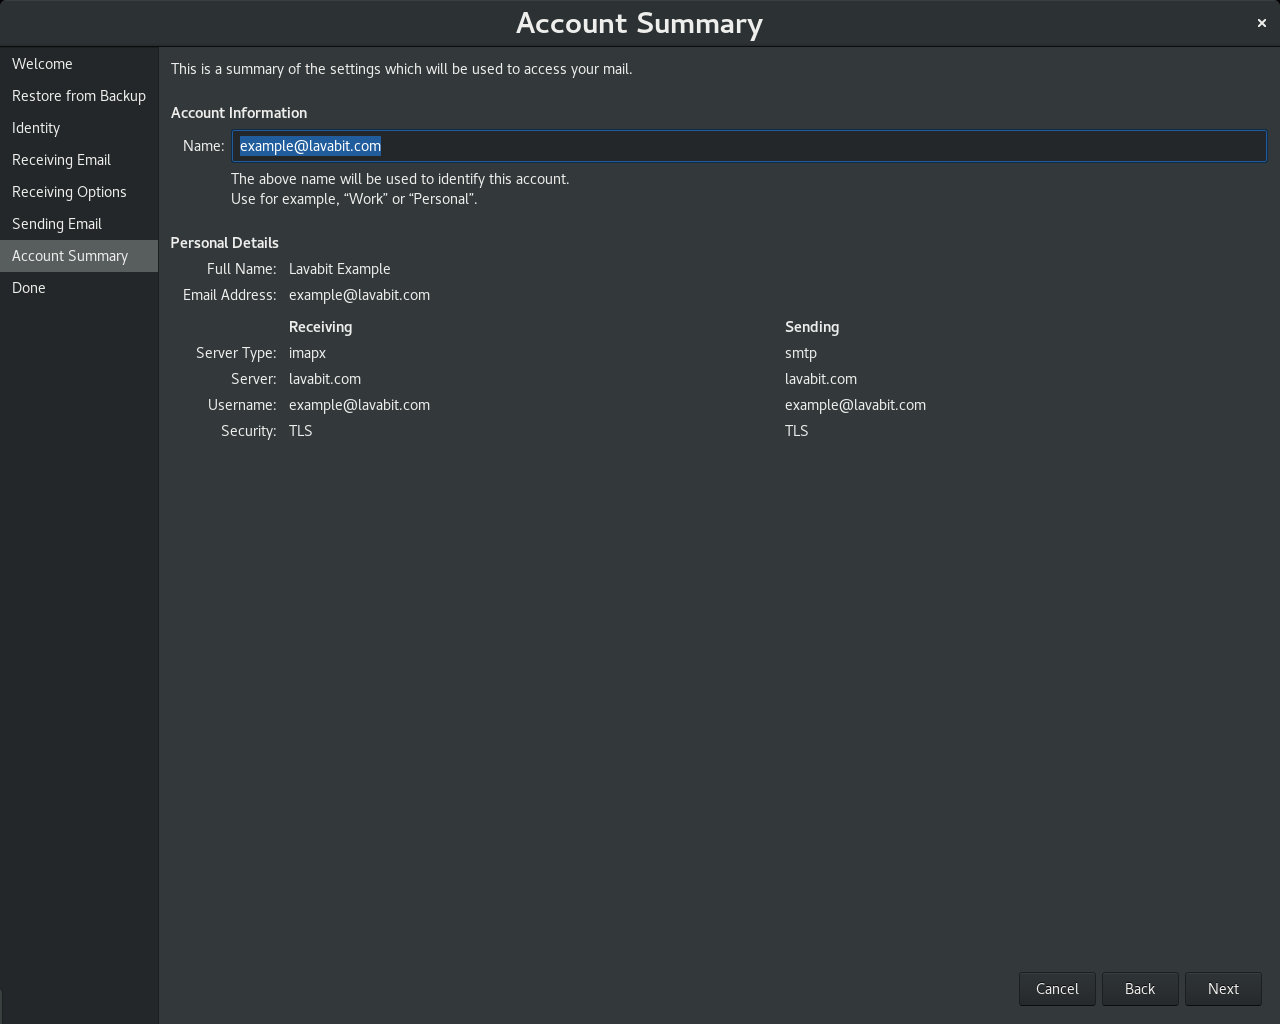 Account Summary
×
Welcome
Restore from Backup
Identity
Receiving Email
Receiving Options
Sending Email
Account Summary
Done
This is a summary of the settings which will be used to access your mail.
Account Information
Name: example@lavabit.com
The above name will be used to identify this account.
Use for example, “Work” or “Personal”.
Personal Details
Full Name: Lavabit Example
Email Address: example@lavabit.com
Receiving Sending
Server Type: imapx smtp
Server: lavabit.com lavabit.com
Username: example@lavabit.com example@lavabit.com
Security: TLS TLS
Cancel Back Next